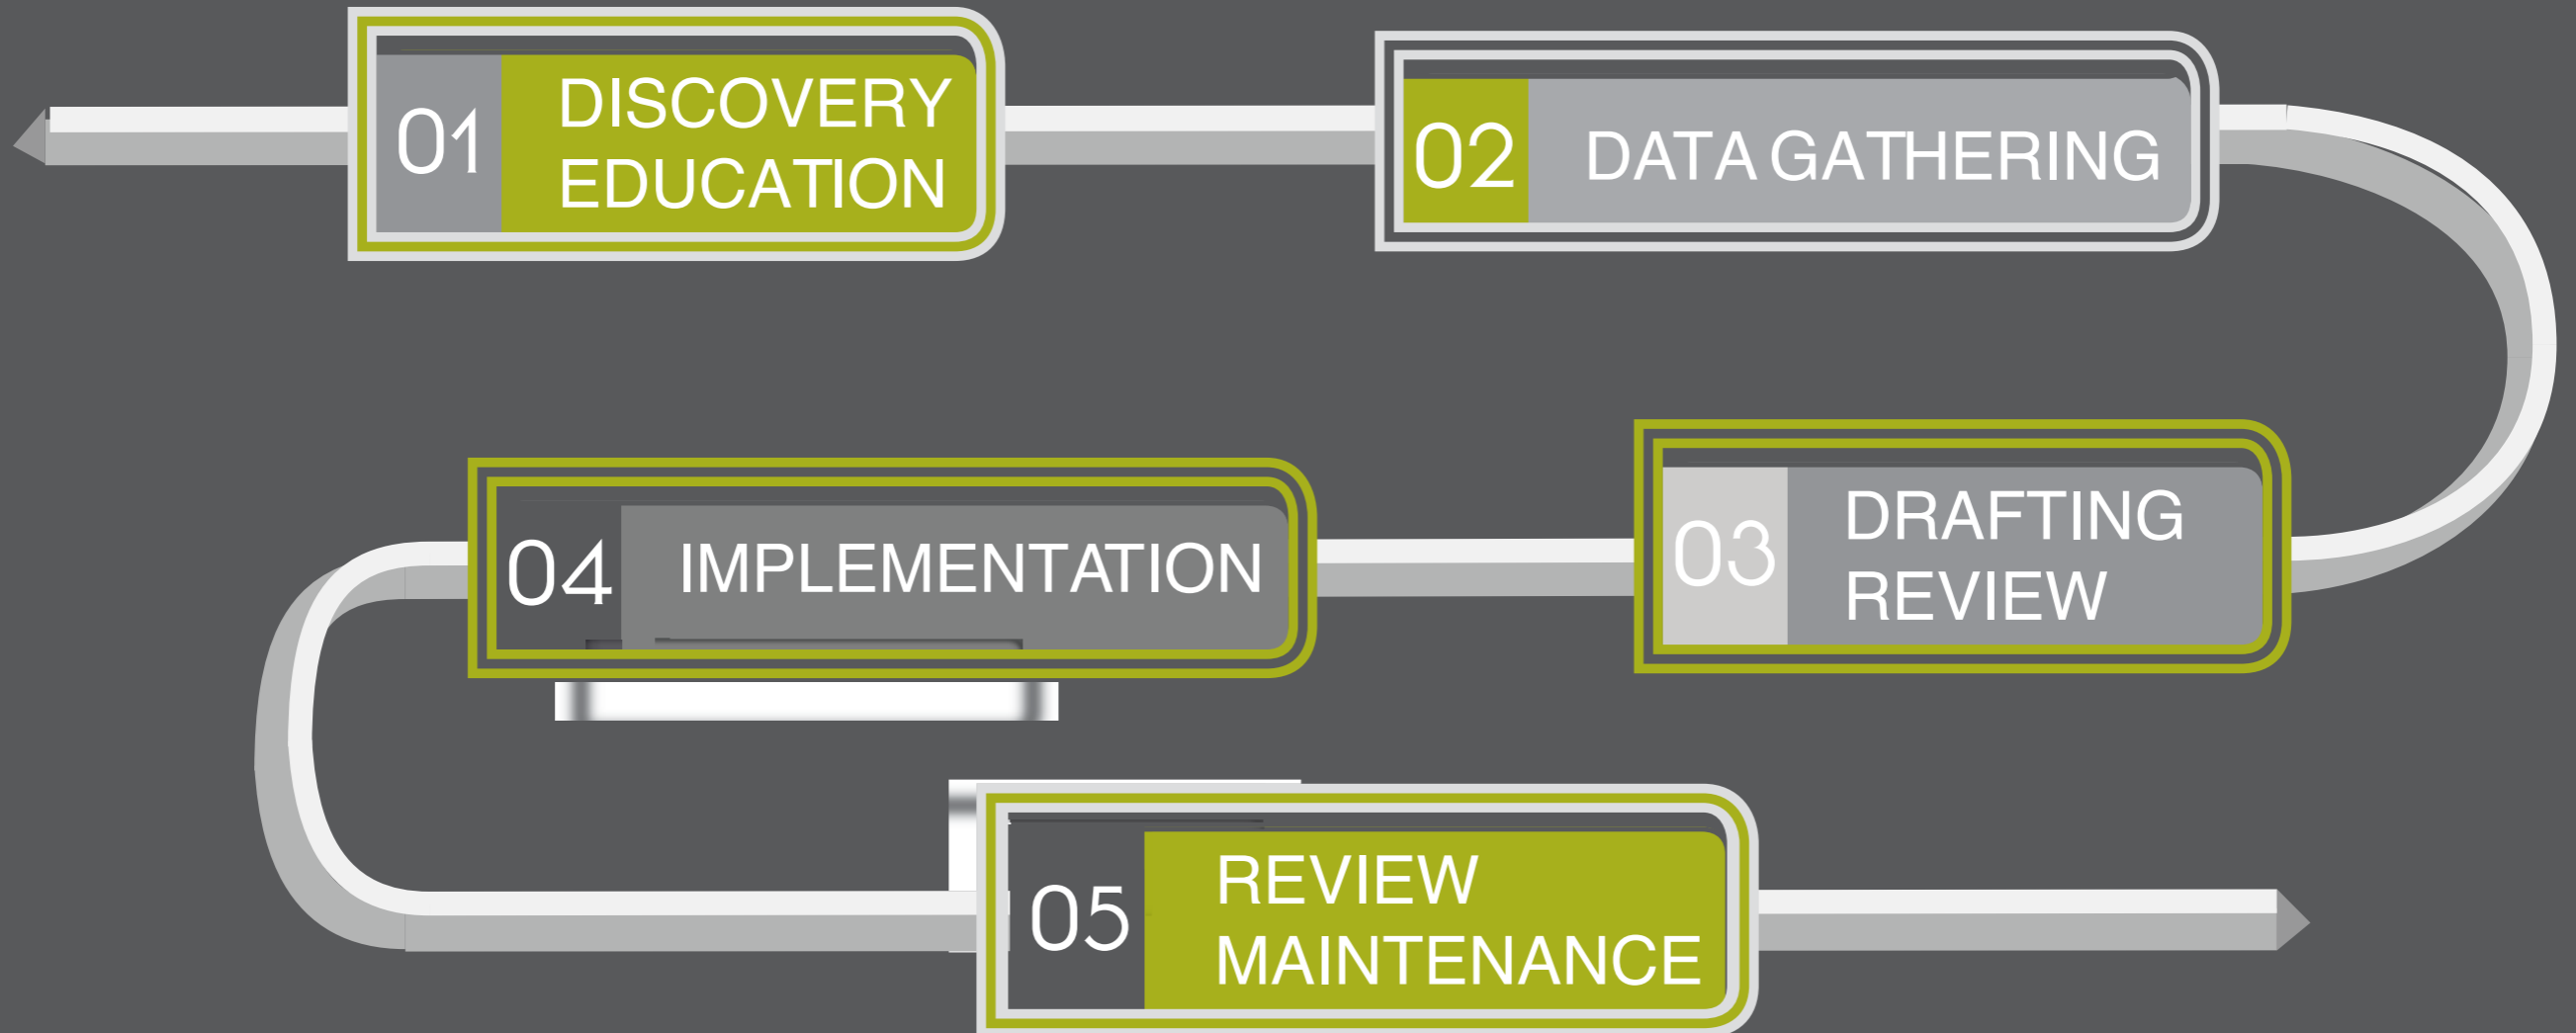 01
DISCOVERY
EDUCATION
02
DATA GATHERING
03
DRAFTING
REVIEW
04
IMPLEMENTATION
05
REVIEW
MAINTENANCE